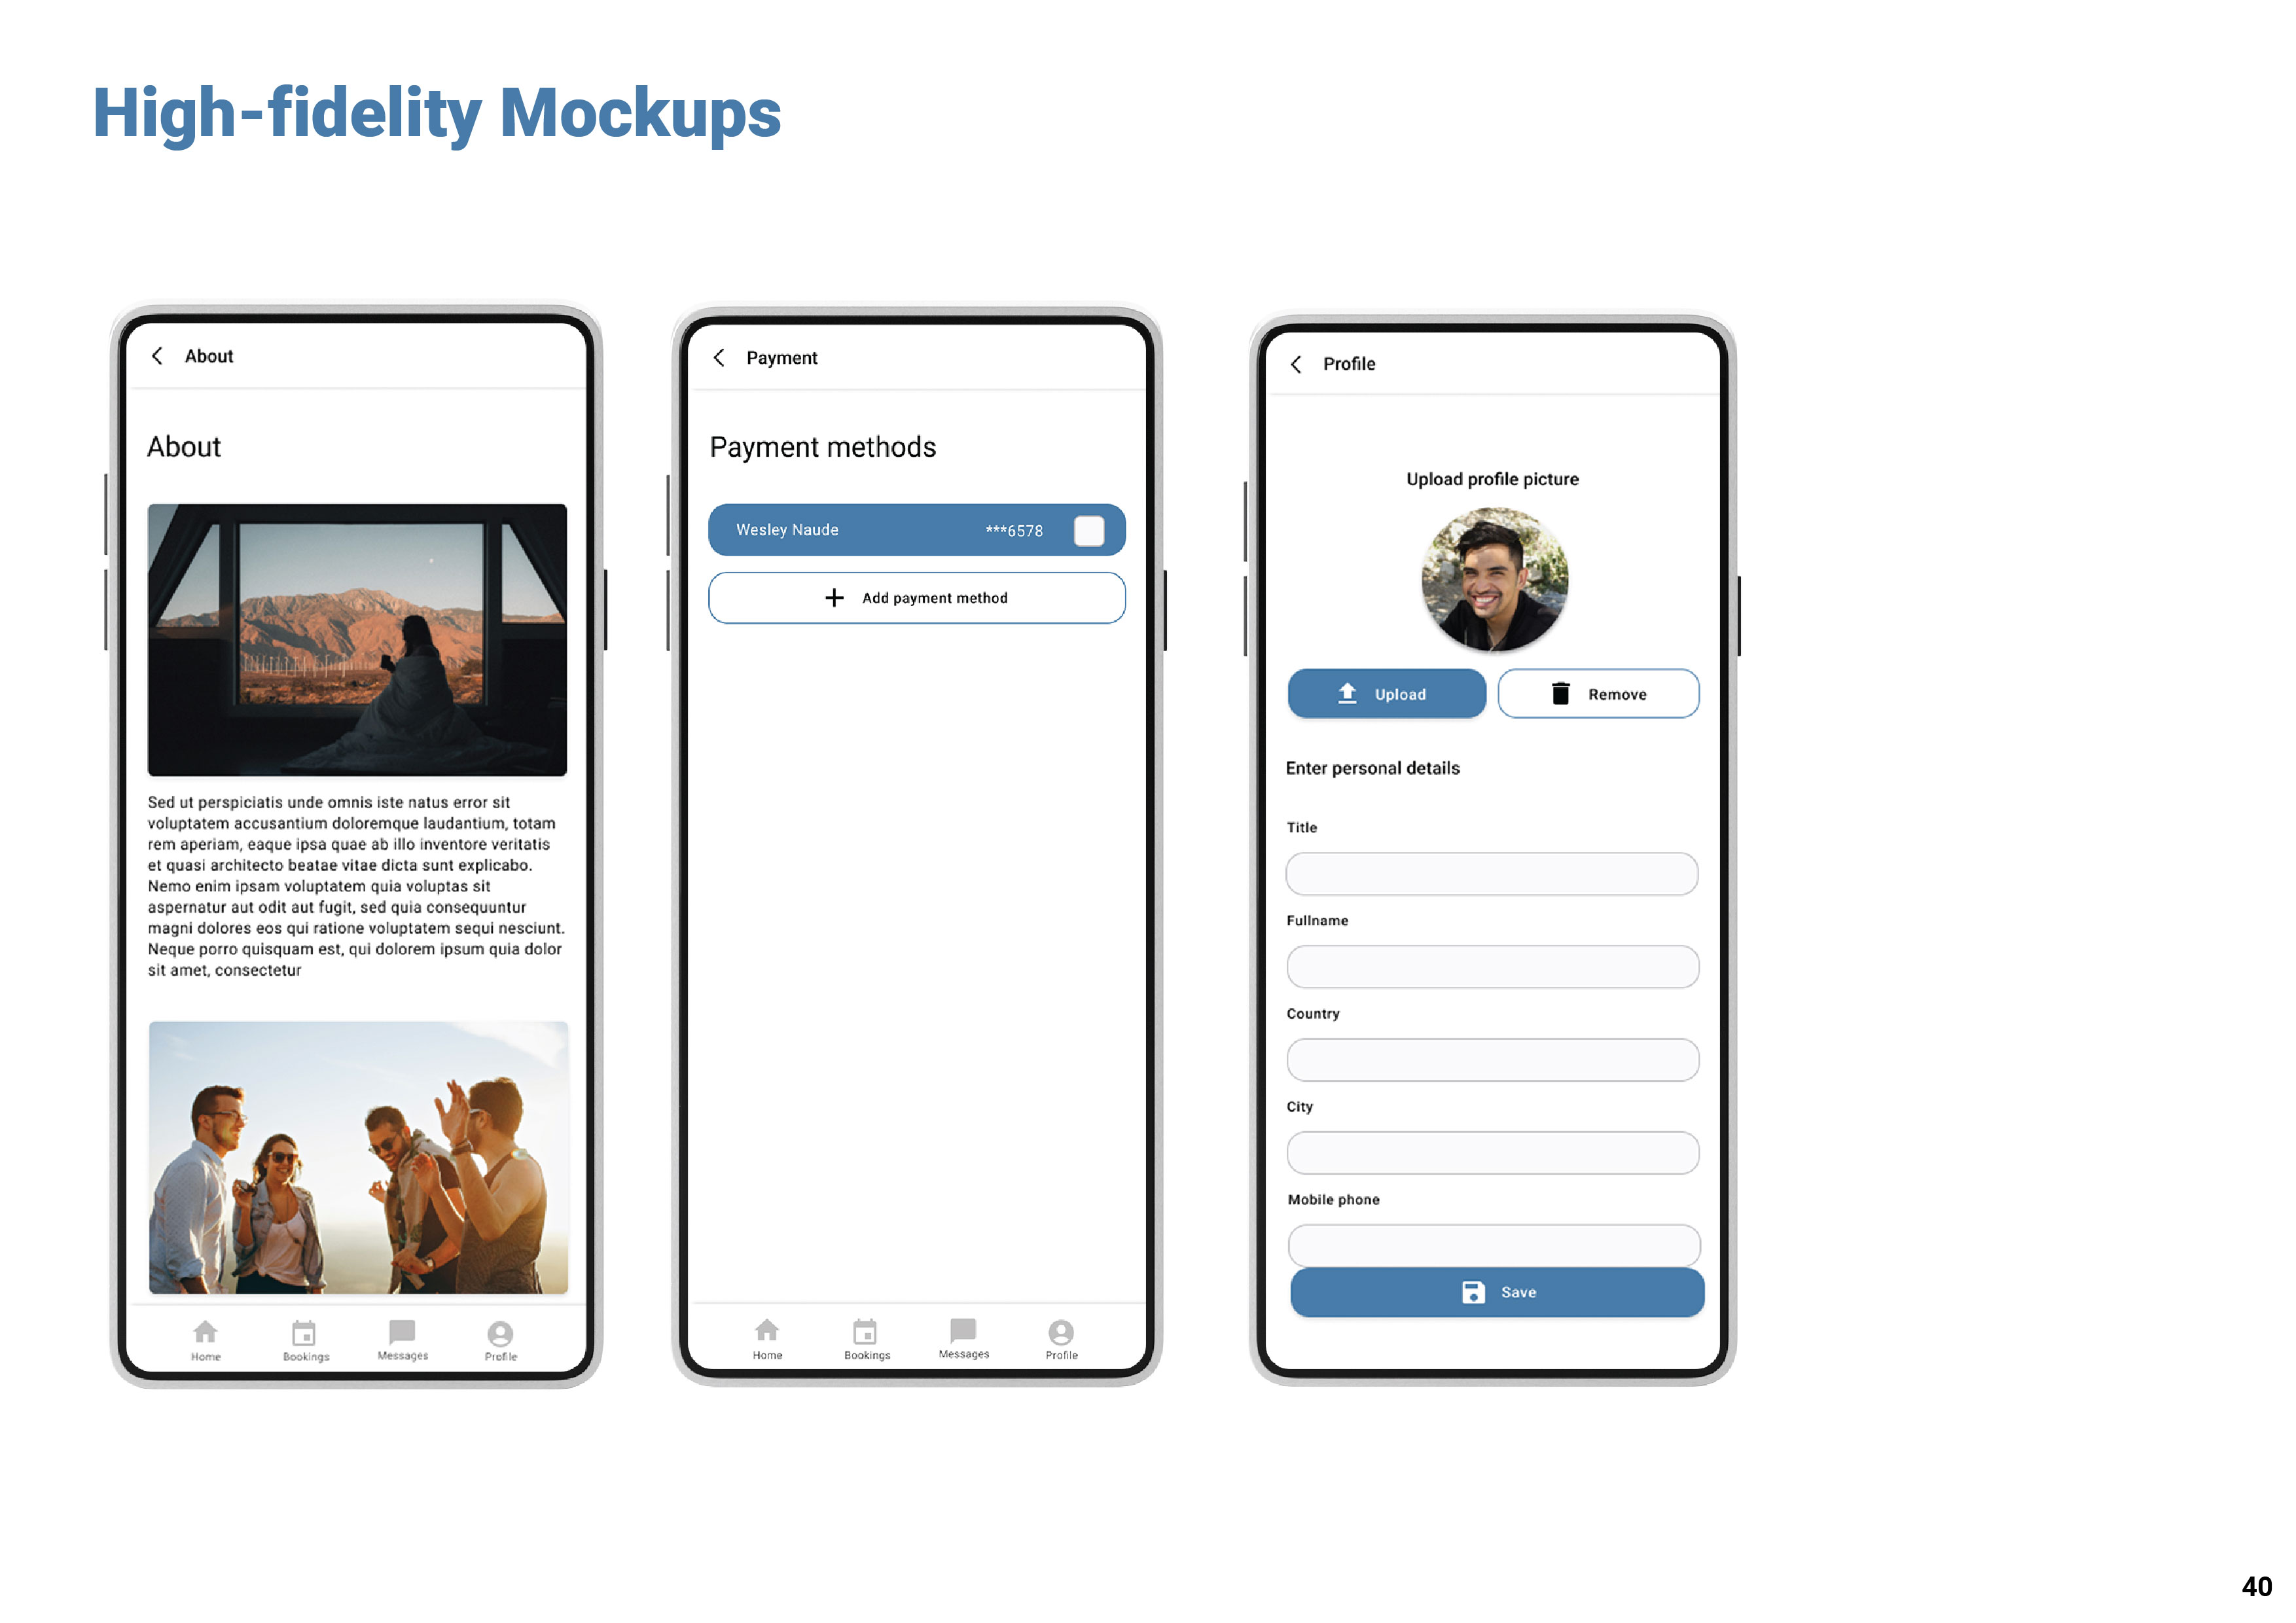 High-fidelity Mockups
About
About
Sed ut perspiciatis unde omnis iste natus error sit
voluptatem accusantium doloremque laudantium, totam
rem aperiam, eaque ipsa quae ab illo inventore veritatis
et quasi architecto beatae vitae dicta sunt explicabo.
Nemo enim ipsam voluptatem quia voluptas sit
aspernatur aut odit aut fugit, sed quia consequuntur
magni dolores eos qui ratione voluptatem sequi nesciunt.
Neque porro quisquam est, qui dolorem ipsum quia dolor
sit amet, consectetur
Home Bookings Messages Profile
Payment
Payment methods
Wesley Naude ***6578
Add payment method
Home Bookings Messages Profile
Profile
Upload profile picture
Upload Remove
Enter personal details
Title
Fullname
Country
City
Mobile phone
Save
40